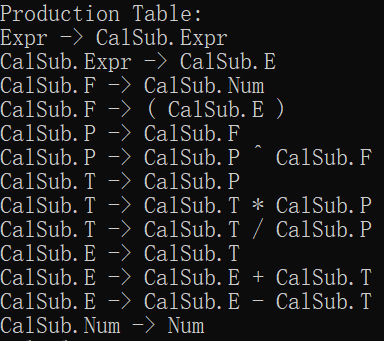 Production Table:
Expr -> CalSub.Expr
CalSub.Expr -> CalSub.E
CalSub.F -> CalSub.Num
CalSub.F -> ( CalSub.E )
CalSub.P -> CalSub.F
CalSub.P -> CalSub.P ^ CalSub.F
CalSub.T -> CalSub.P
CalSub.T -> CalSub.T * CalSub.P
CalSub.T -> CalSub.T / CalSub.P
CalSub.E -> CalSub.T
CalSub.E -> CalSub.E + CalSub.T
CalSub.E -> CalSub.E - CalSub.T
CalSub.Num -> Num